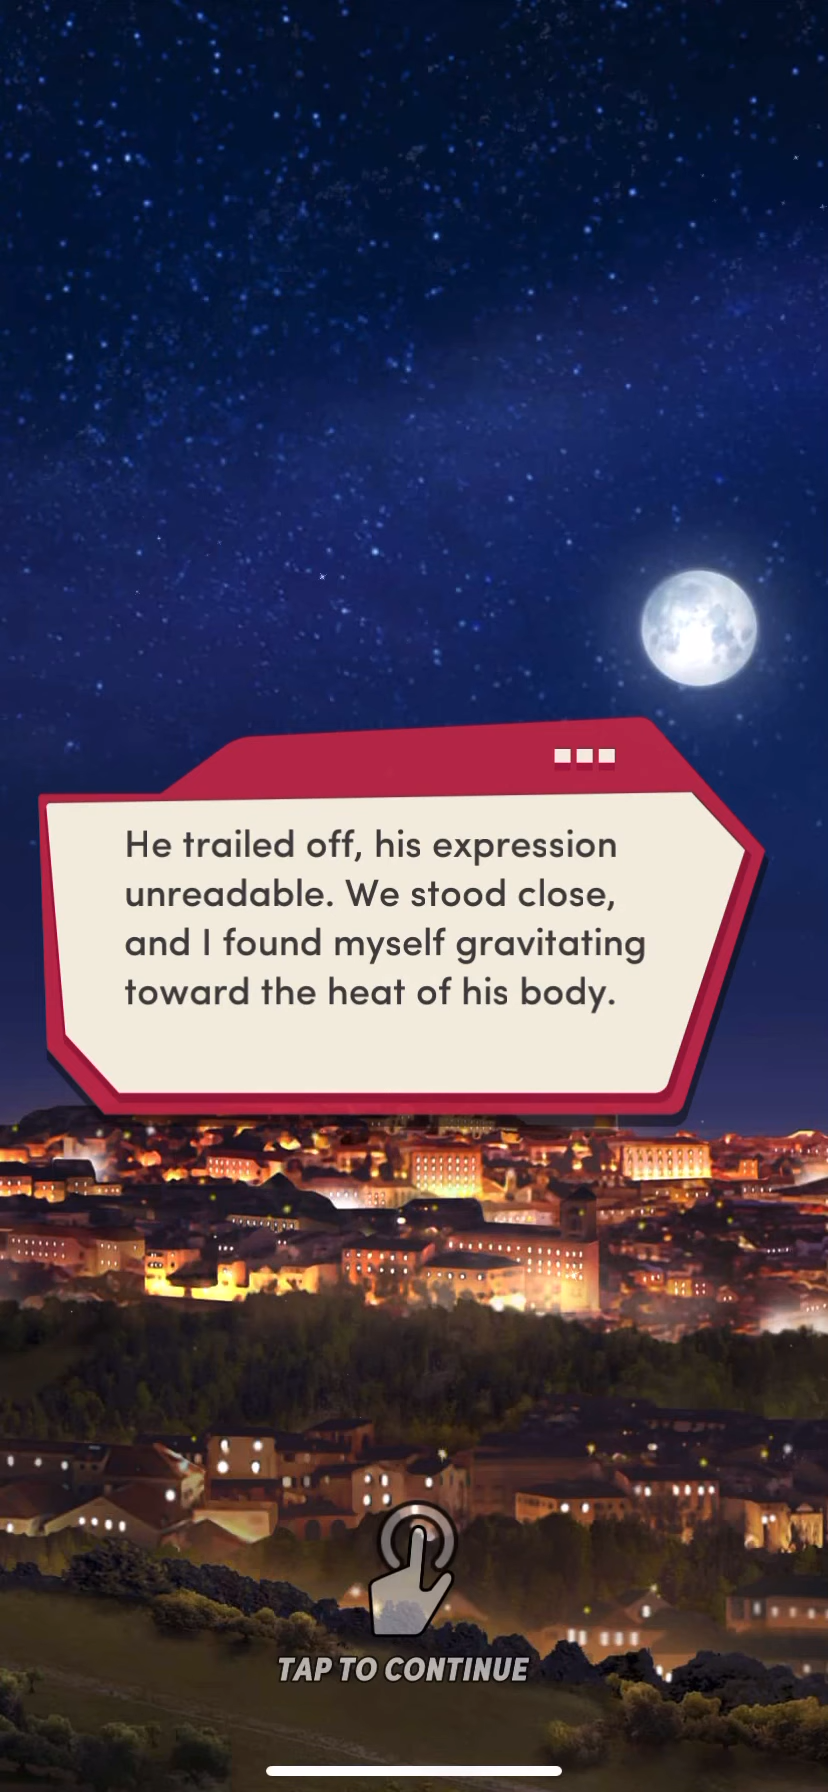 He trailed off, his expression
unreadable. We stood close,
and I found myself gravitating
toward the heat of his body.
TAP TO CONTINUE